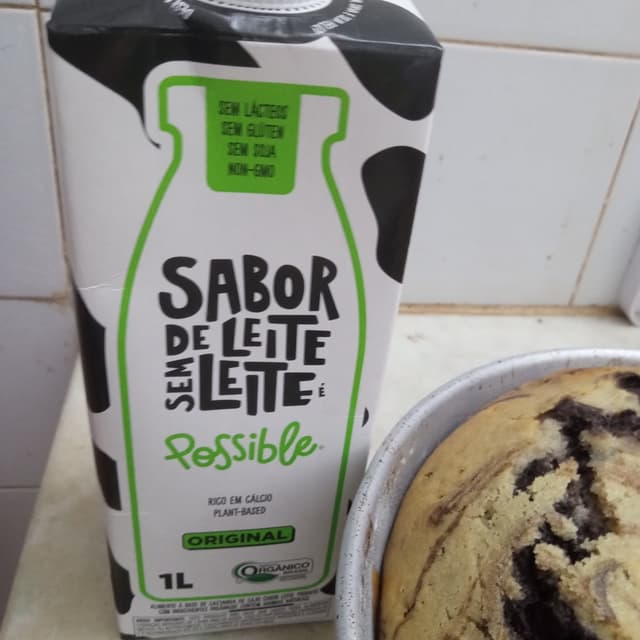 SEM LÁCTEOS
SEM GLÚTEN
SEM SOJA
NON-GMO
SABOR
DE LEITE
SEM LEITE É
Possible
RICO EM CÁLCIO
PLANT-BASED
ORIGINAL
1L
ORGÂNICO